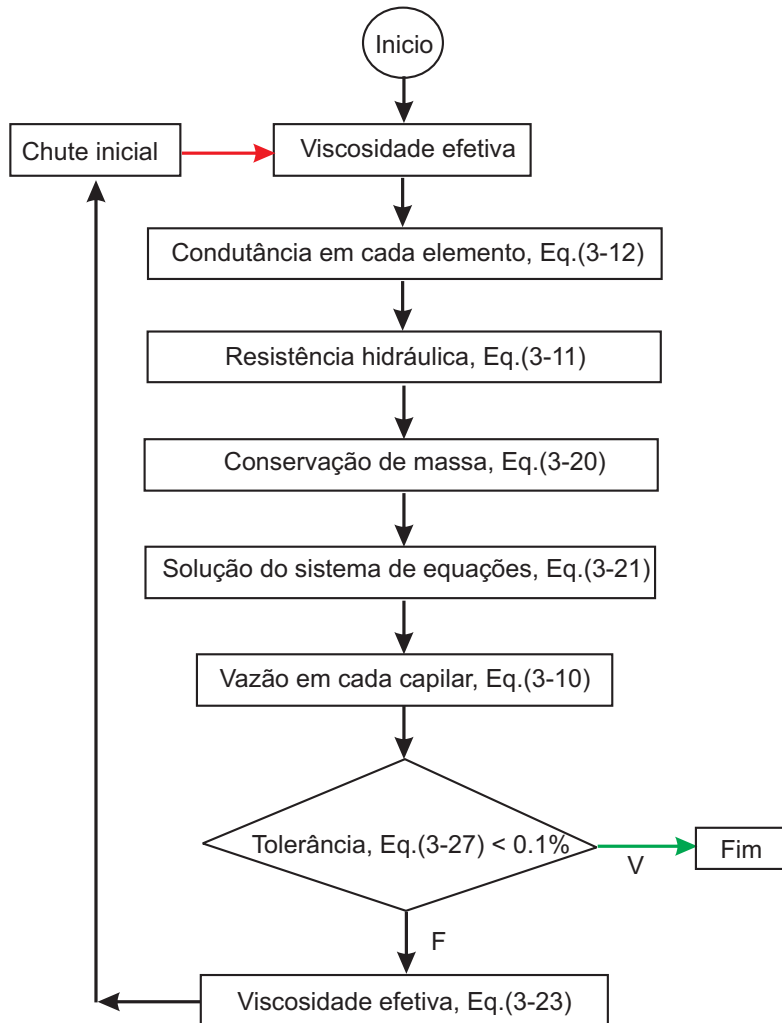 Inicio
Chute inicial
Viscosidade efetiva
Condutância em cada elemento, Eq.(3-12)
Resistência hidráulica, Eq.(3-11)
Conservação de massa, Eq.(3-20)
Solução do sistema de equações, Eq.(3-21)
Vazão em cada capilar, Eq.(3-10)
Tolerância, Eq.(3-27) < 0.1%
V
Fim
F
Viscosidade efetiva, Eq.(3-23)